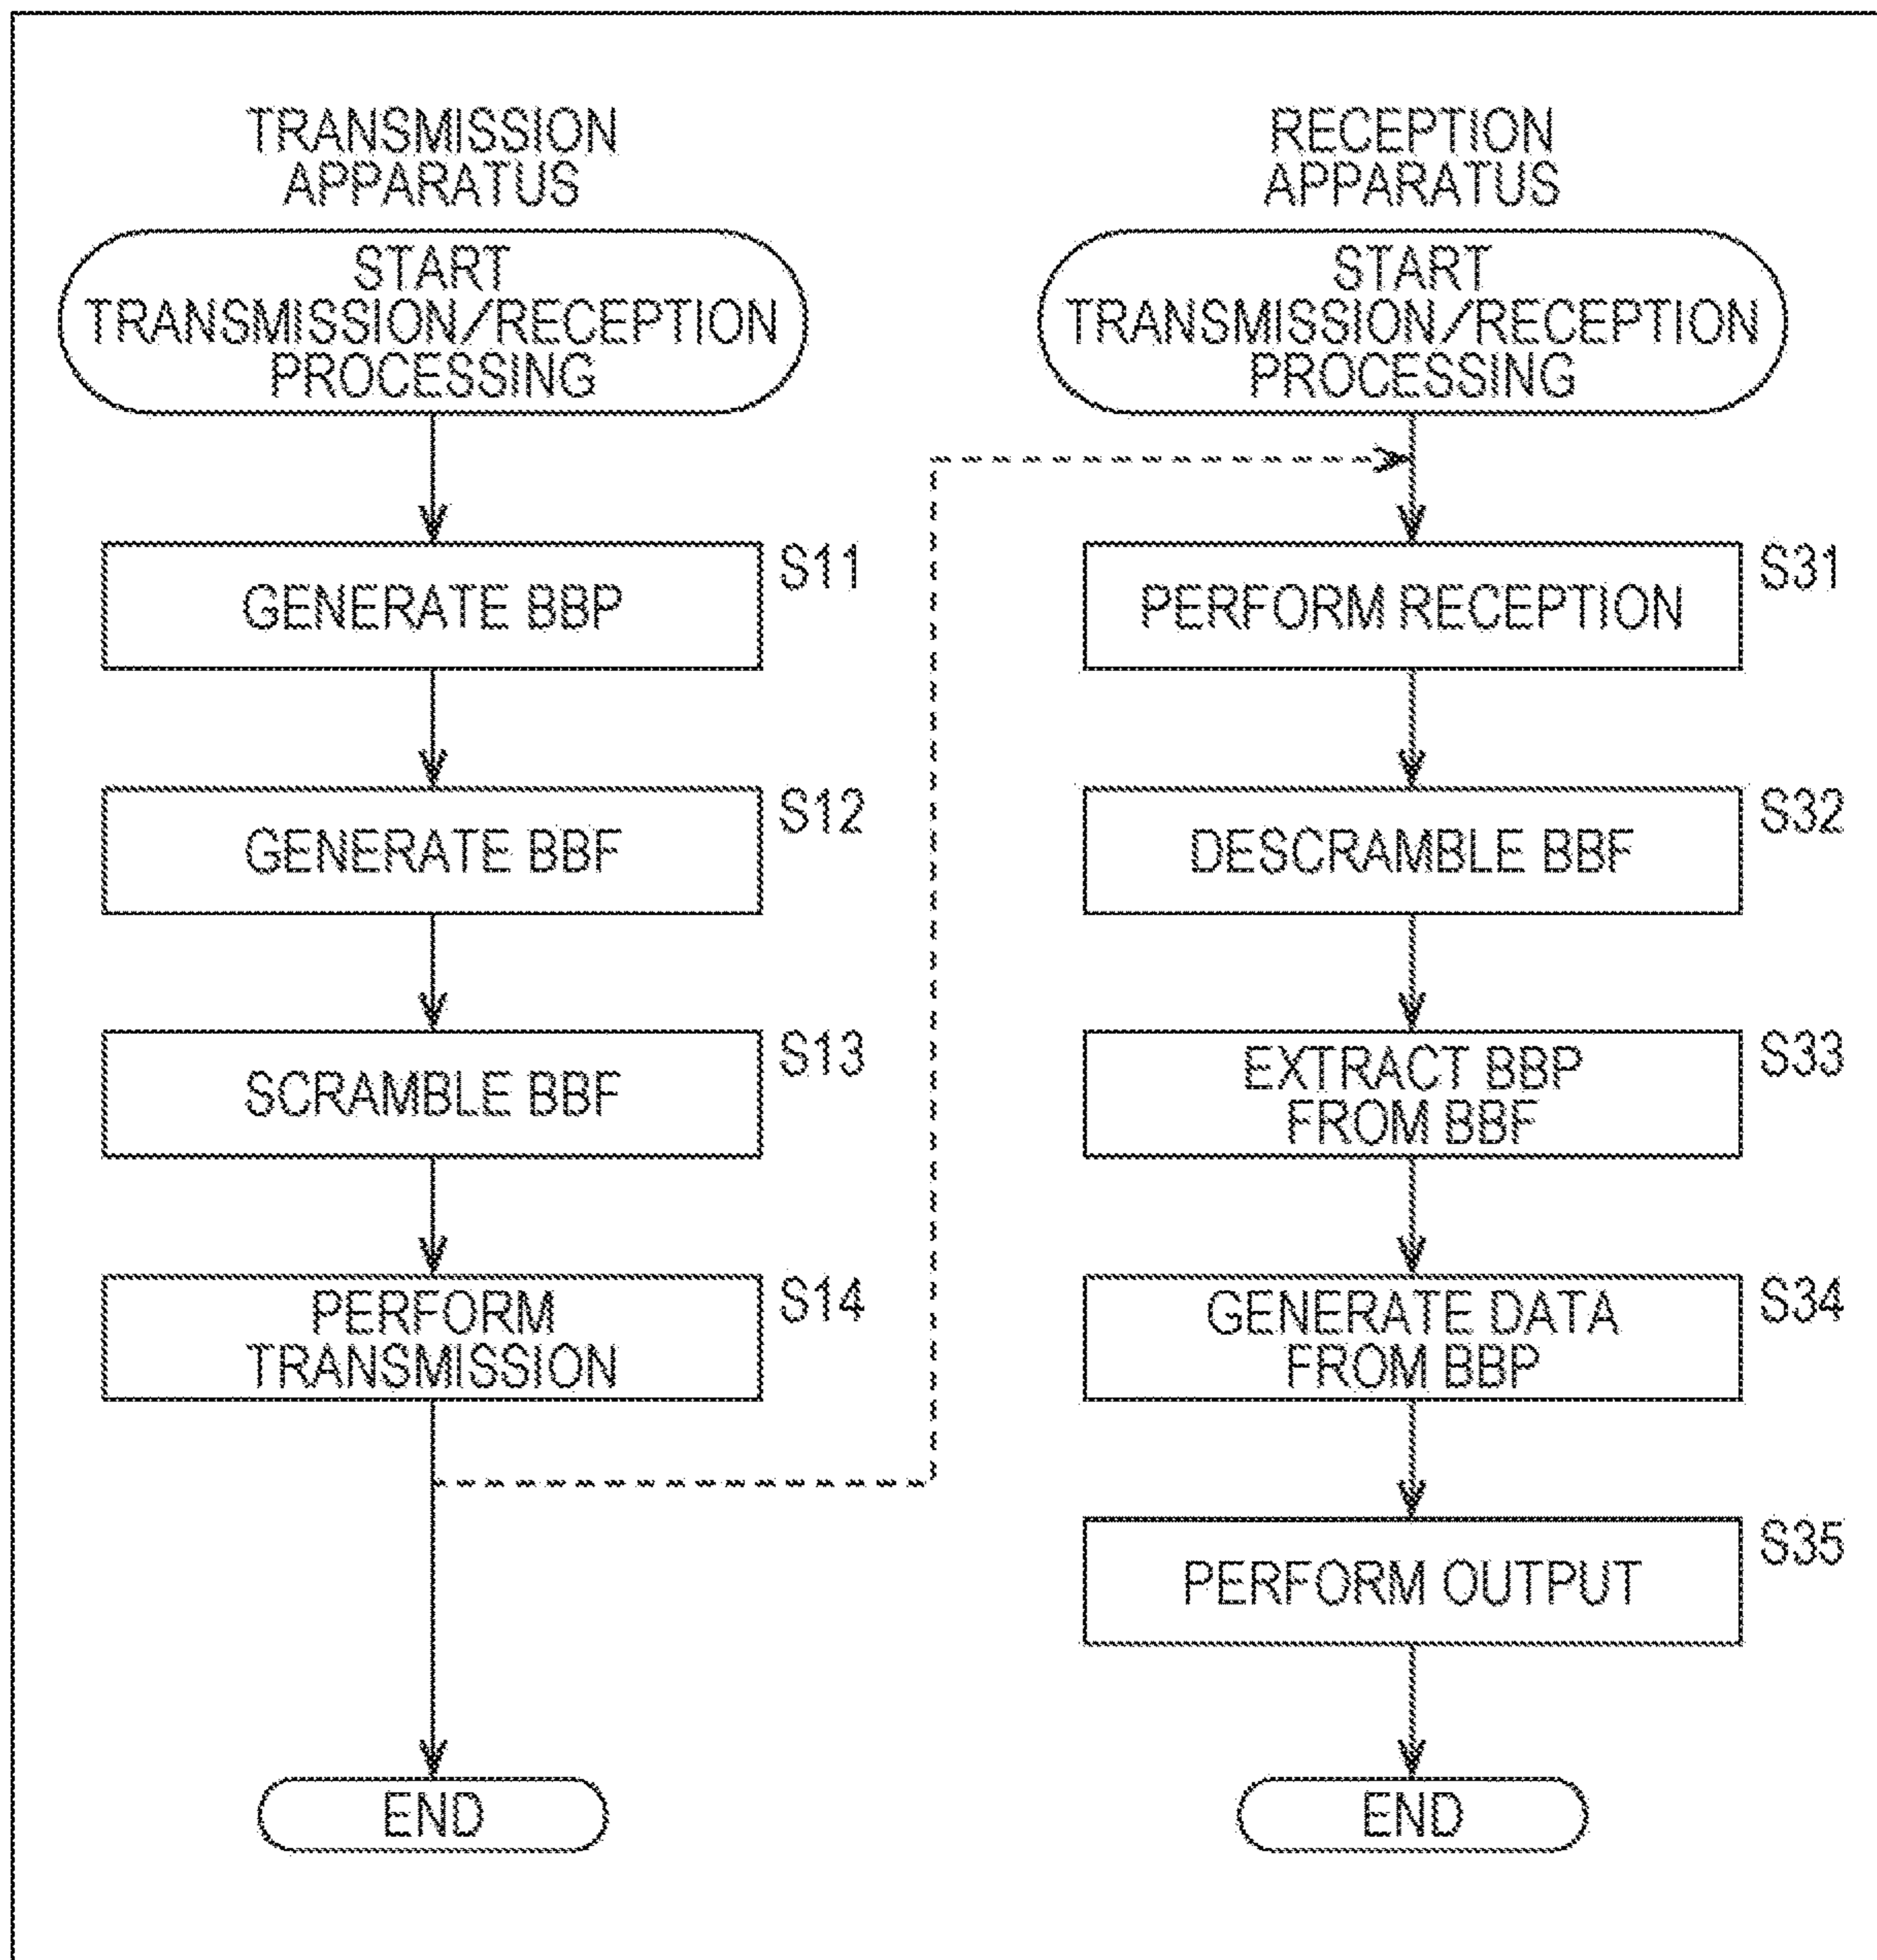 TRANSMISSION
APPARATUS
START
TRANSMISSION/RECEPTION
PROCESSING
S11
GENERATE BBP
S12
GENERATE BBF
S13
SCRAMBLE BBF
S14
PERFORM
TRANSMISSION
END
RECEPTION
APPARATUS
START
TRANSMISSION/RECEPTION
PROCESSING
S31
PERFORM RECEPTION
S32
DESCRAMBLE BBF
S33
EXTRACT BBP
FROM BBF
S34
GENERATE DATA
FROM BBP
S35
PERFORM OUTPUT
END